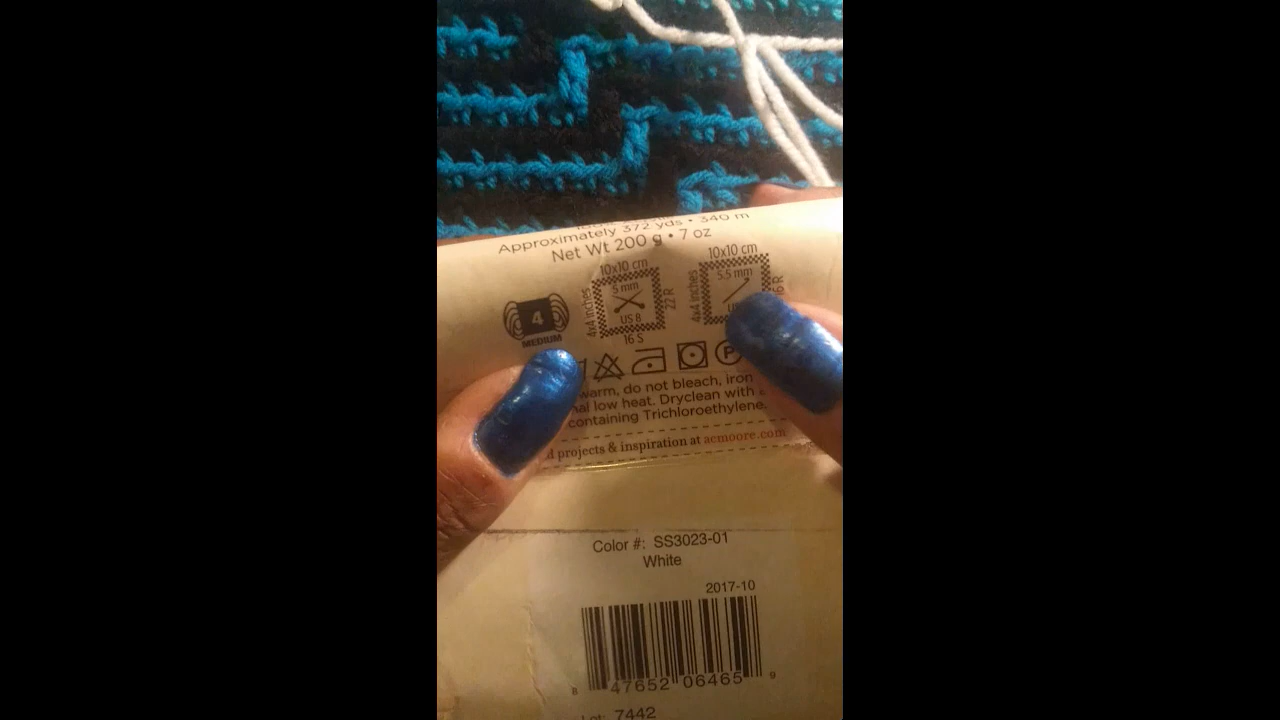 Approximately 372 yds • 340 m
Net Wt 200 g • 7 oz
4
MEDIUM
10x10 cm
4x4 inches
5 mm
US 8
22 R
16 S
10x10 cm
4x4 inches
5.5 mm
P
warm, do not bleach, iron
low heat. Dryclean with
containing Trichloroethylene.
projects & inspiration at acmoore.com
Color #: SS3023-01
White
2017-10
8 47652 06465 9
Lot: 7442